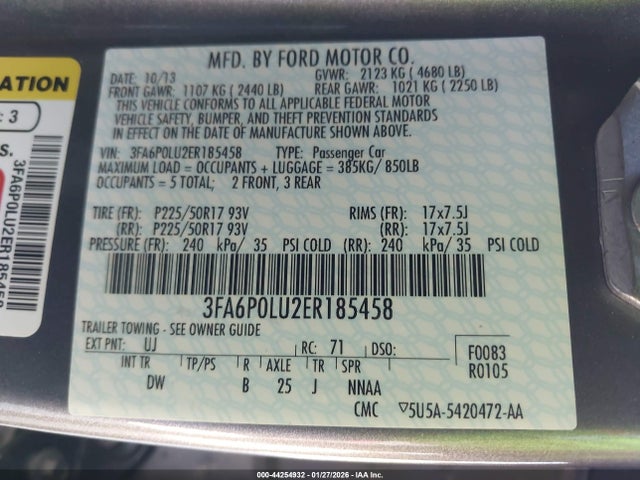 ATION
: 3
S.
3FA6P0LU2ER185458
MFD. BY FORD MOTOR CO.
DATE: 10/13 GVWR: 2123 KG (4680 LB)
FRONT GAWR: 1107 KG (2440 LB) REAR GAWR: 1021 KG (2250 LB)
THIS VEHICLE CONFORMS TO ALL APPLICABLE FEDERAL MOTOR
VEHICLE SAFETY, BUMPER, AND THEFT PREVENTION STANDARDS
IN EFFECT ON THE DATE OF MANUFACTURE SHOWN ABOVE.
VIN: 3FA6P0LU2ER185458 TYPE: Passenger Car
MAXIMUM LOAD = OCCUPANTS + LUGGAGE = 385KG/ 850LB
OCCUPANTS = 5 TOTAL; 2 FRONT, 3 REAR
TIRE (FR): P225/50R17 93V RIMS (FR): 17x7.5J
(RR): P225/50R17 93V (RR): 17x7.5J
PRESSURE (FR): 240 kPa/ 35 PSI COLD (RR): 240 kPa/ 35 PSI COLD
3FA6P0LU2ER185458
TRAILER TOWING - SEE OWNER GUIDE
EXT PNT: UJ RC: 71 DSO: F0083
R0105
INT TR TP/PS R AXLE TR SPR
DW B 25 J NNAA
CMC ▽5U5A-5420472-AA
000-44254932 | 01/27/2026 | IAA Inc.